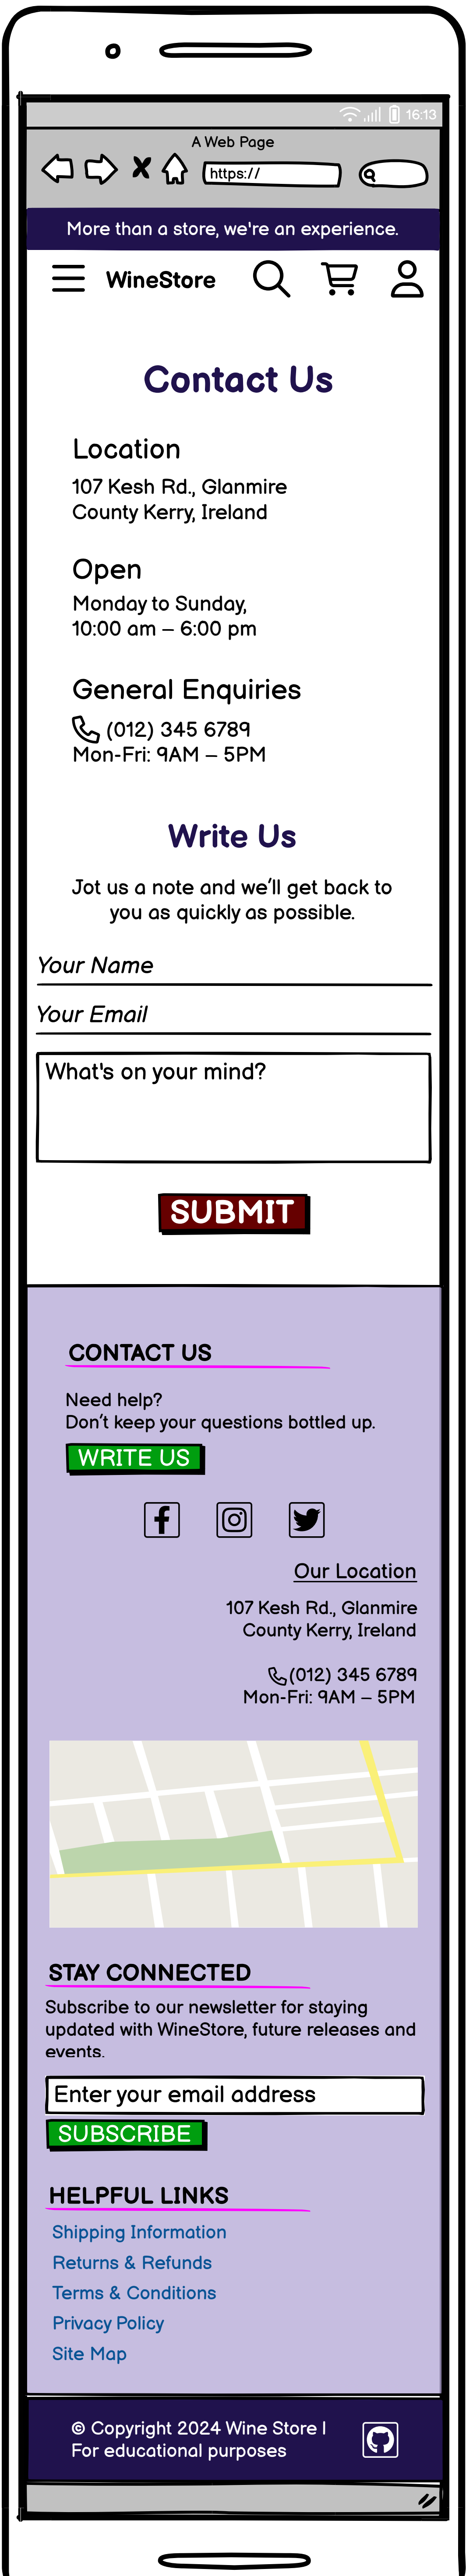 16:13
A Web Page
https://
More than a store, we're an experience.
WineStore
Contact Us
Location
107 Kesh Rd., Glanmire
County Kerry, Ireland
Open
Monday to Sunday,
10:00 am – 6:00 pm
General Enquiries
(012) 345 6789
Mon-Fri: 9AM – 5PM
Write Us
Jot us a note and we’ll get back to
you as quickly as possible.
Your Name
Your Email
What's on your mind?
SUBMIT
CONTACT US
Need help?
Don’t keep your questions bottled up.
WRITE US
Our Location
107 Kesh Rd., Glanmire
County Kerry, Ireland
(012) 345 6789
Mon-Fri: 9AM – 5PM
STAY CONNECTED
Subscribe to our newsletter for staying
updated with WineStore, future releases and
events.
Enter your email address
SUBSCRIBE
HELPFUL LINKS
Shipping Information
Returns & Refunds
Terms & Conditions
Privacy Policy
Site Map
© Copyright 2024 Wine Store |
For educational purposes